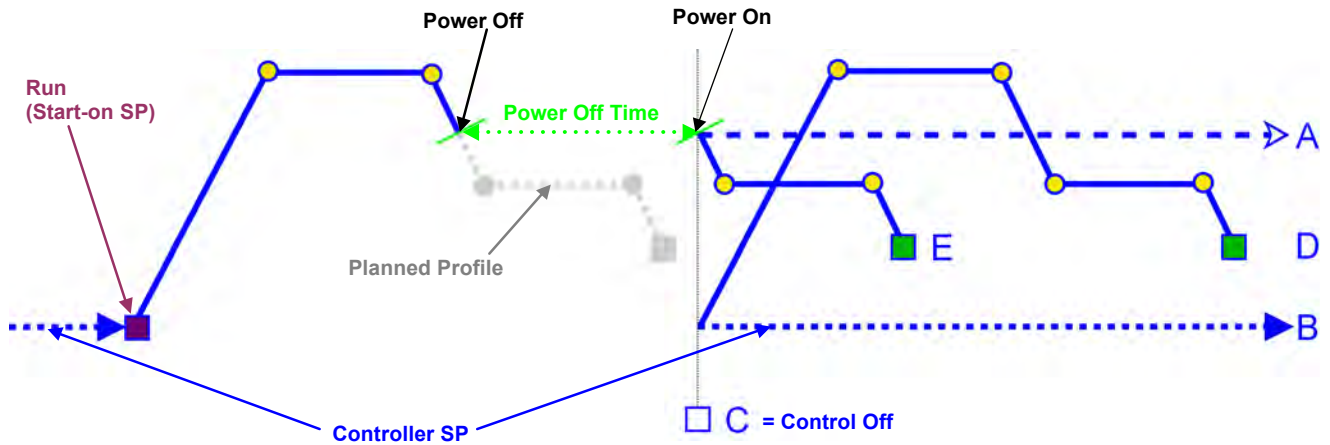 Power Off
Power On
Run
(Start-on SP)
Power Off Time
A
Planned Profile
E
D
B
C = Control Off
Controller SP